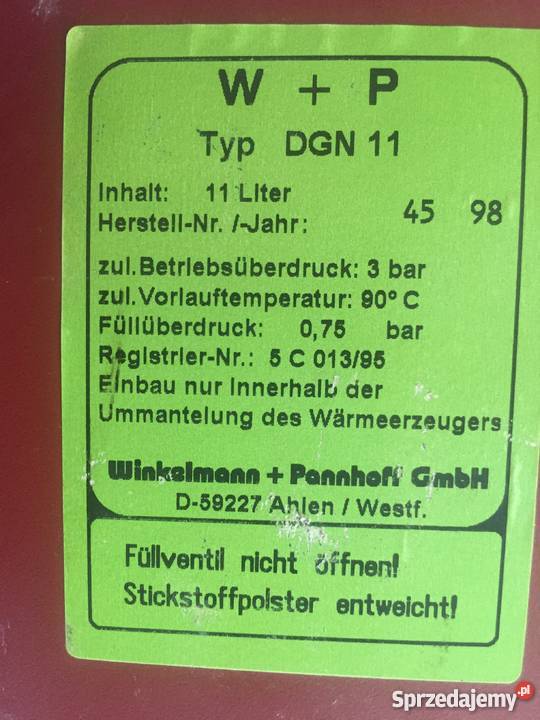 W + P
Typ DGN 11
Inhalt: 11 Liter
Herstell-Nr. /-Jahr: 45 98
zul.Betriebsüberdruck: 3 bar
zul.Vorlauftemperatur: 90° C
Füllüberdruck: 0,75 bar
Registrier-Nr.: 5 C 013/95
Einbau nur innerhalb der
Ummantelung des Wärmeerzeugers
Winkelmann + Pannhoff GmbH
D-59227 Ahlen / Westf.
Füllventil nicht öffnen!
Stickstoffpolster entweicht!
Sprzedajemy.pl